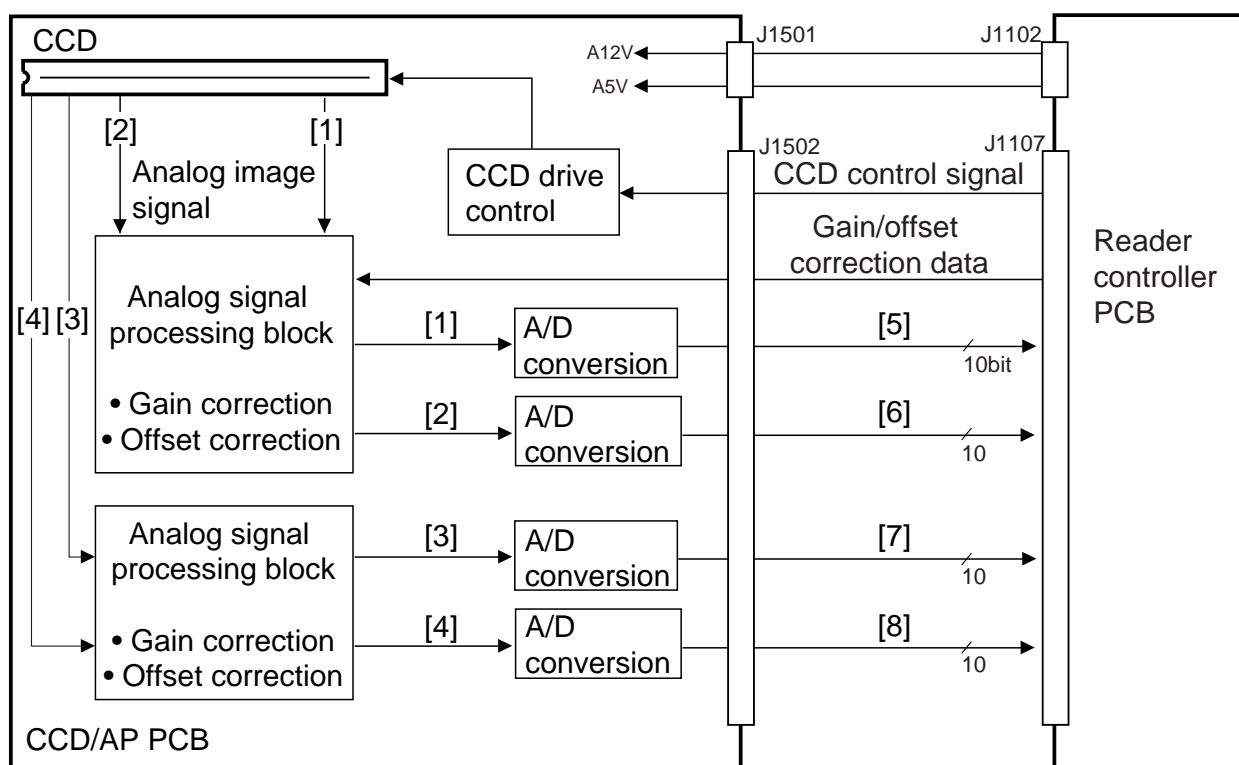 CCD
A12V
A5V
J1501
J1102
[2]
[1]
Analog image
signal
CCD drive
control
J1502
J1107
CCD control signal
Gain/offset
correction data
Reader
controller
PCB
[4]
[3]
Analog signal
processing block
• Gain correction
• Offset correction
[1]
A/D
conversion
[5]
10bit
[2]
A/D
conversion
[6]
10
Analog signal
processing block
• Gain correction
• Offset correction
[3]
A/D
conversion
[7]
10
[4]
A/D
conversion
[8]
10
CCD/AP PCB